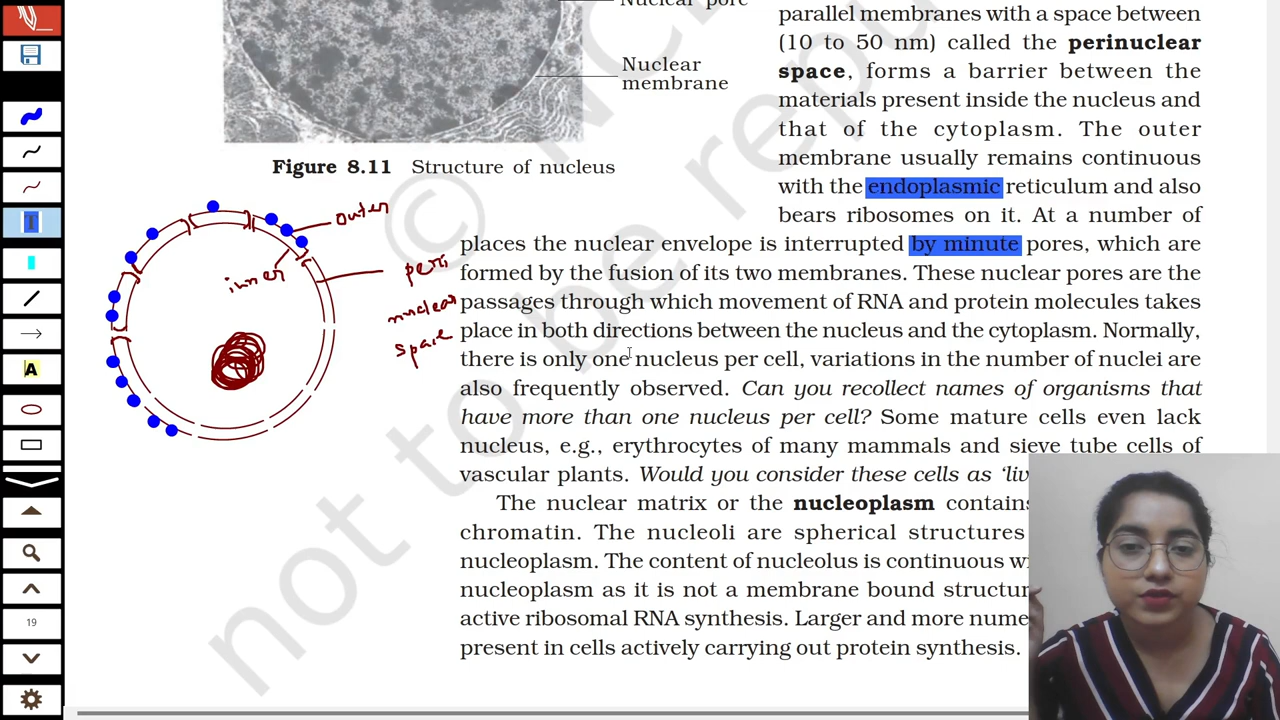 Nuclear pore
Nuclear
membrane
Figure 8.11 Structure of nucleus
parallel membranes with a space between
(10 to 50 nm) called the perinuclear
space, forms a barrier between the
materials present inside the nucleus and
that of the cytoplasm. The outer
membrane usually remains continuous
with the endoplasmic reticulum and also
bears ribosomes on it. At a number of
places the nuclear envelope is interrupted by minute pores, which are
formed by the fusion of its two membranes. These nuclear pores are the
passages through which movement of RNA and protein molecules takes
place in both directions between the nucleus and the cytoplasm. Normally,
there is only one nucleus per cell, variations in the number of nuclei are
also frequently observed. Can you recollect names of organisms that
have more than one nucleus per cell? Some mature cells even lack
nucleus, e.g., erythrocytes of many mammals and sieve tube cells of
vascular plants. Would you consider these cells as
The nuclear matrix or the nucleoplasm
chromatin. The nucleoli are spherical structures
nucleoplasm. The content of nucleolus is continuous
nucleoplasm as it is not a membrane bound
active ribosomal RNA synthesis. Larger and more
present in cells actively carrying out protein synthesis.
outer
inner
peri
nuclear
space
not to be
©
T
A
19